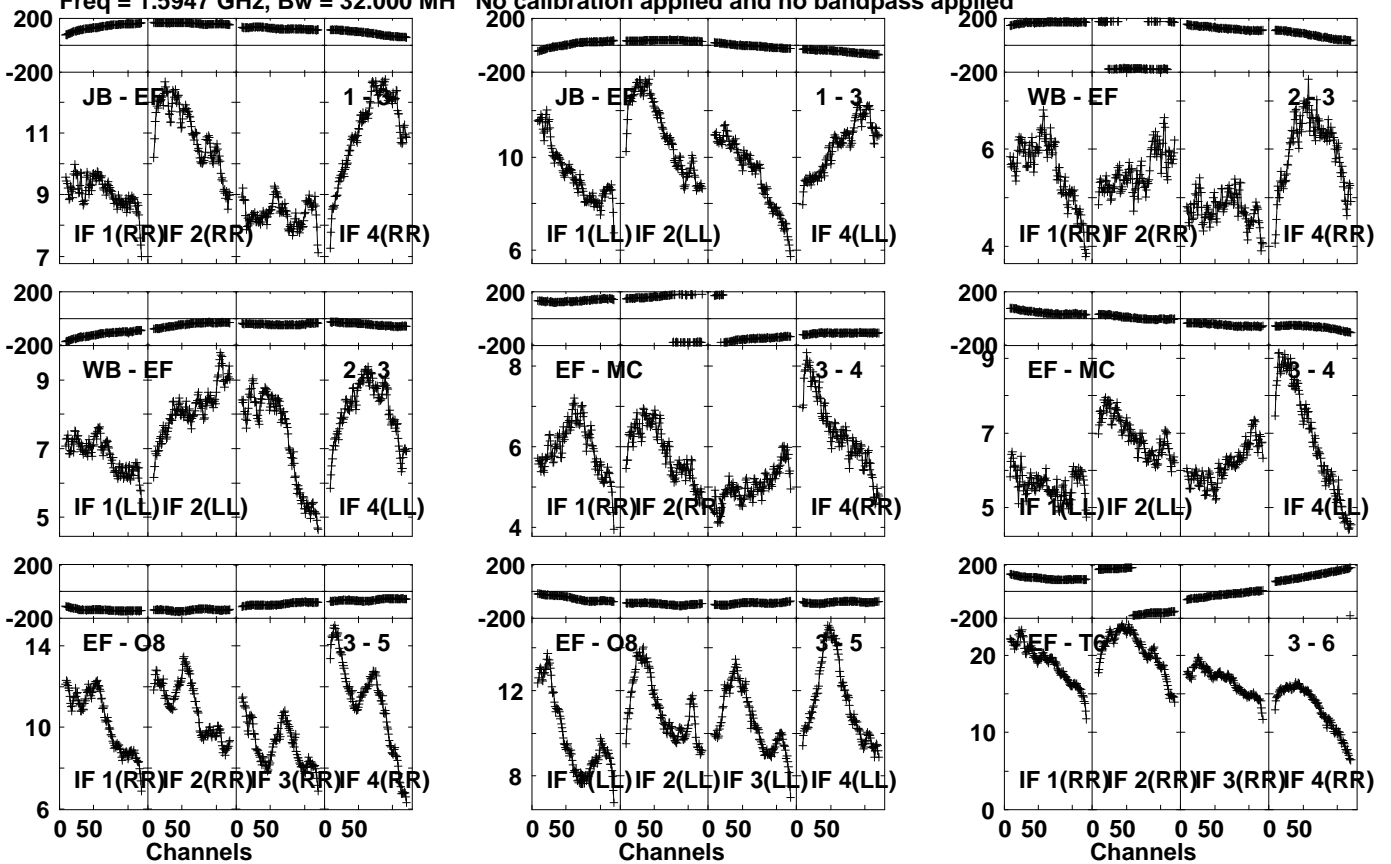 Freq = 1.5947 GHz, Bw = 32.000 MH No calibration applied and no bandpass applied
200 200 200
-200 -200 -200
JB - EF 1 - 3 JB - EF 1 - 3 WB - EF 2 - 3
11 10 6
9
IF 1(RR) IF 2(RR) IF 4(RR) IF 1(LL) IF 2(LL) IF 4(LL) IF 1(RR) IF 2(RR) IF 4(RR)
7 6 4
200 200 200
-200 -200 -200
WB - EF 2 - 3 EF - MC 3 - 4 EF - MC 3 - 4
9 8 9
7 6 7
IF 1(LL) IF 2(LL) IF 4(LL) IF 1(RR) IF 2(RR) IF 4(RR) IF 1(LL) IF 2(LL) IF 4(LL)
5 4 5
200 200 200
-200 -200 -200
EF - O8 3 - 5 EF - O8 3 - 5 EF - T6 3 - 6
14 12 20
10 8 10
IF 1(RR) IF 2(RR) IF 3(RR) IF 4(RR) IF 1(LL) IF 2(LL) IF 3(LL) IF 4(LL) IF 1(RR) IF 2(RR) IF 3(RR) IF 4(RR)
6 0
0 50 0 50 0 50 0 50 0 50 0 50 0 50 0 50 0 50 0 50 0 50 0 50
Channels Channels Channels